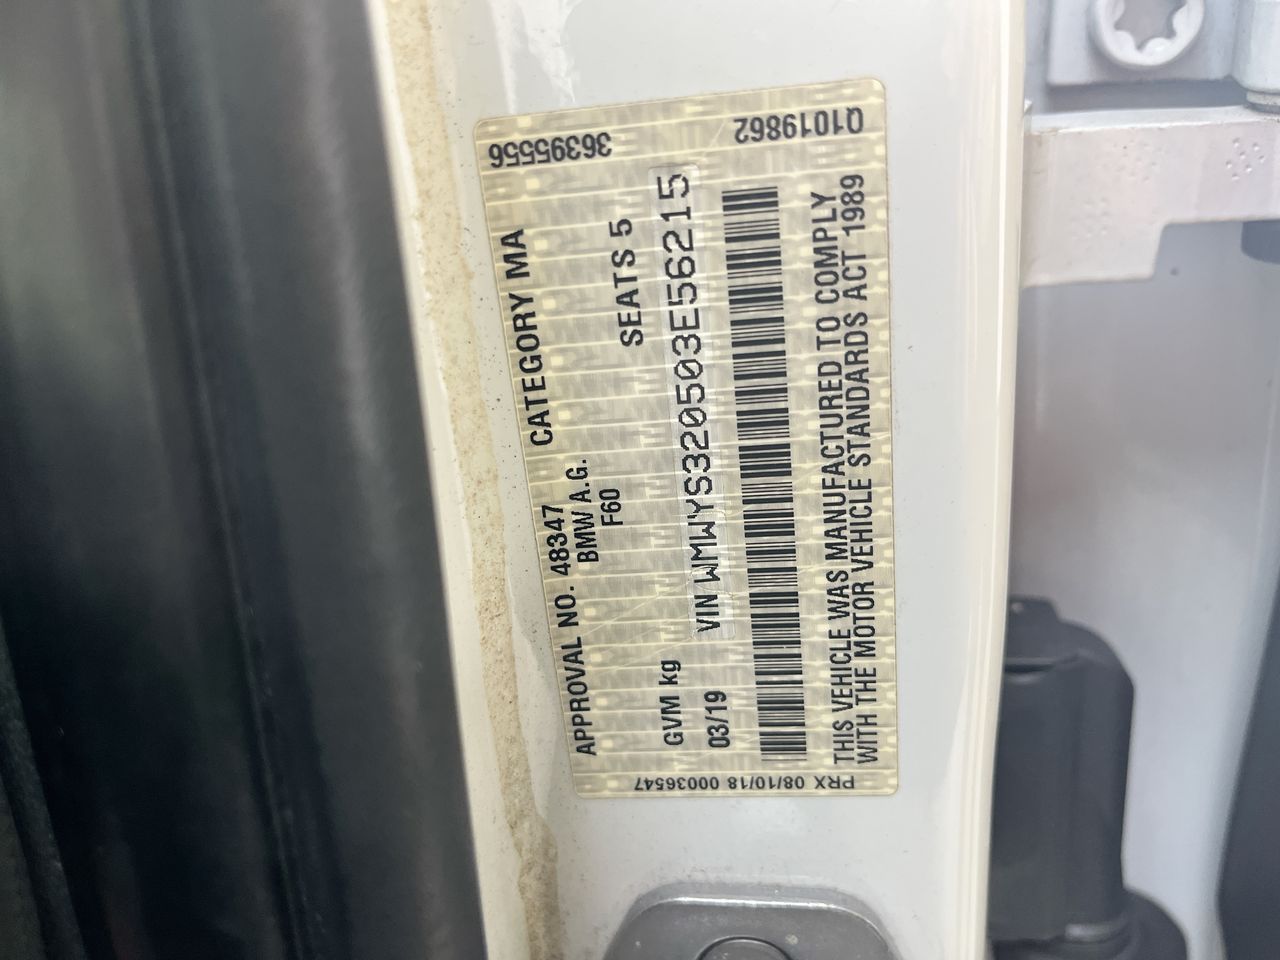 APPROVAL NO. 48347 CATEGORY MA
BMW A.G.
F60 SEATS 5
GVM kg VIN WMWYS320503E56215
03/19
THIS VEHICLE WAS MANUFACTURED TO COMPLY
WITH THE MOTOR VEHICLE STANDARDS ACT 1989
36395556 Q1019862
PRX 08/10/18 00036547